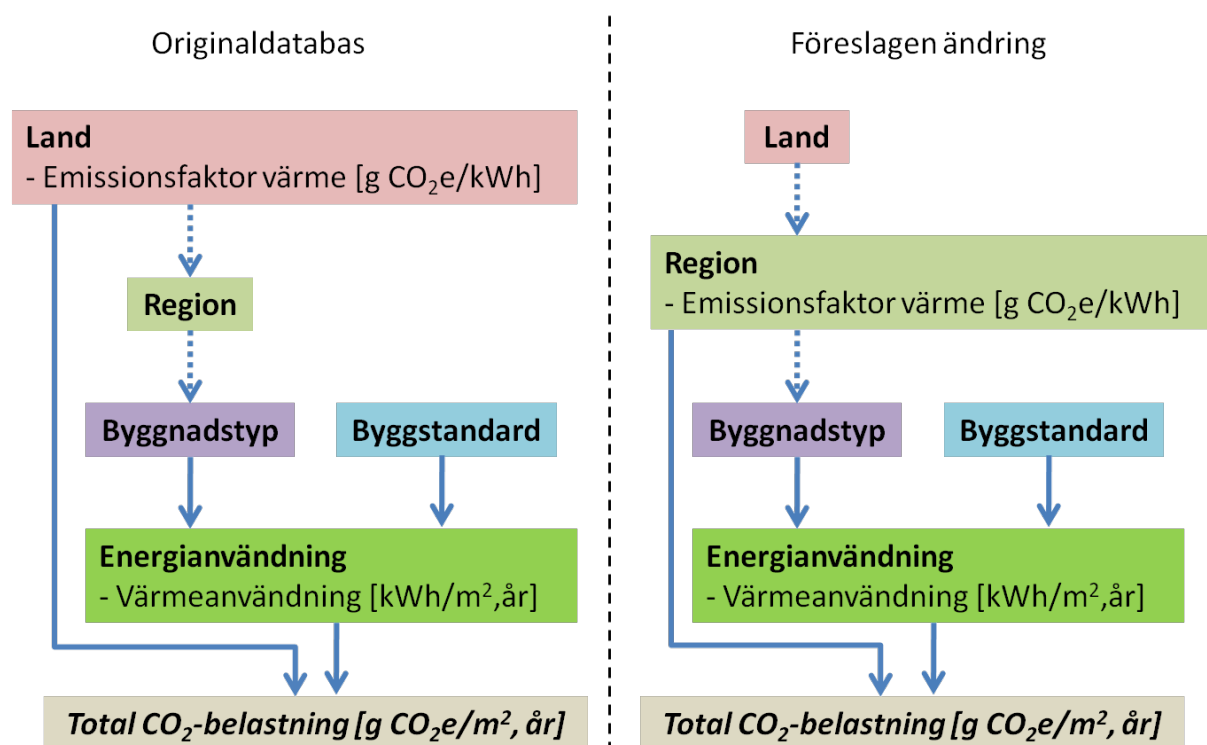 Originaldatabas
Land
- Emissionsfaktor värme [g CO₂e/kWh]
Region
Byggnadstyp
Byggstandard
Energianvändning
- Värmeanvändning [kWh/m²,år]
Total CO₂-belastning [g CO₂e/m², år]
Föreslagen ändring
Land
Region
- Emissionsfaktor värme [g CO₂e/kWh]
Byggnadstyp
Byggstandard
Energianvändning
- Värmeanvändning [kWh/m²,år]
Total CO₂-belastning [g CO₂e/m², år]